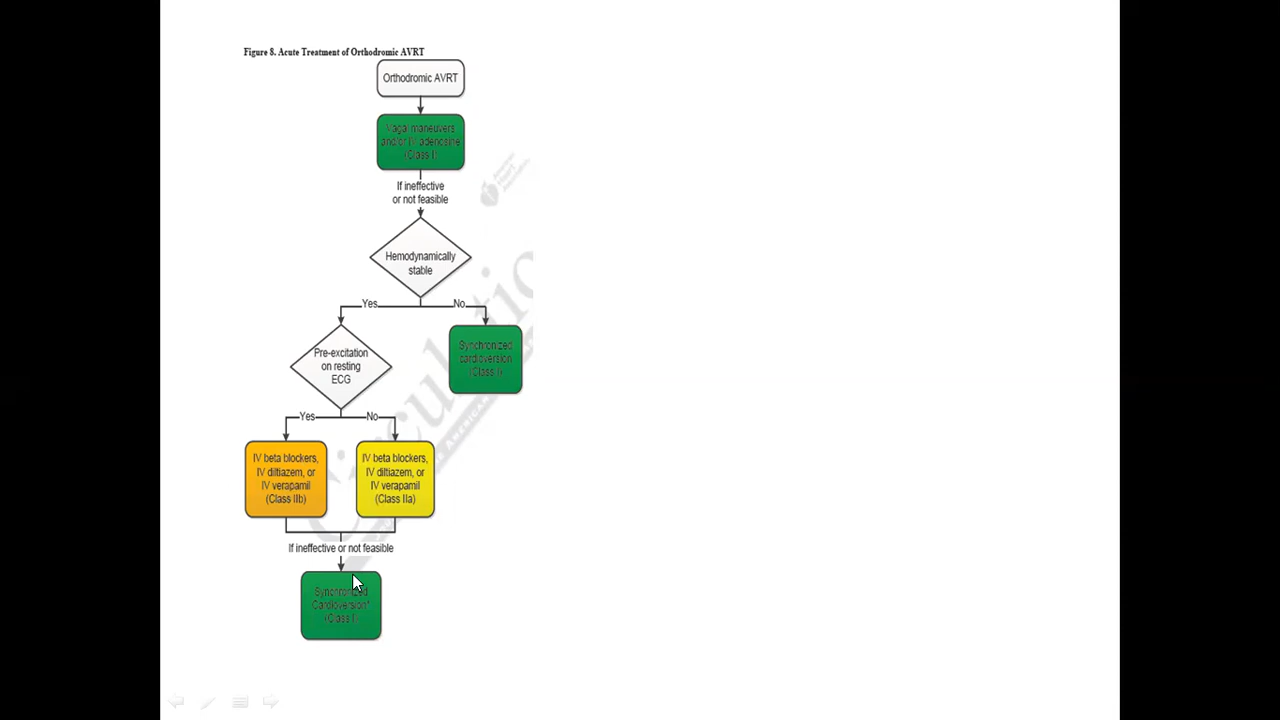 Figure 8. Acute Treatment of Orthodromic AVRT
Orthodromic AVRT
Vagal maneuvers
and/or IV adenosine
(Class I)
If ineffective
or not feasible
Hemodynamically
stable
Yes
No
Synchronized
cardioversion
(Class I)
Pre-excitation
on resting
ECG
Yes
No
IV beta blockers,
IV diltiazem, or
IV verapamil
(Class IIb)
IV beta blockers,
IV diltiazem, or
IV verapamil
(Class IIa)
If ineffective or not feasible
Synchronized
Cardioversion*
(Class I)